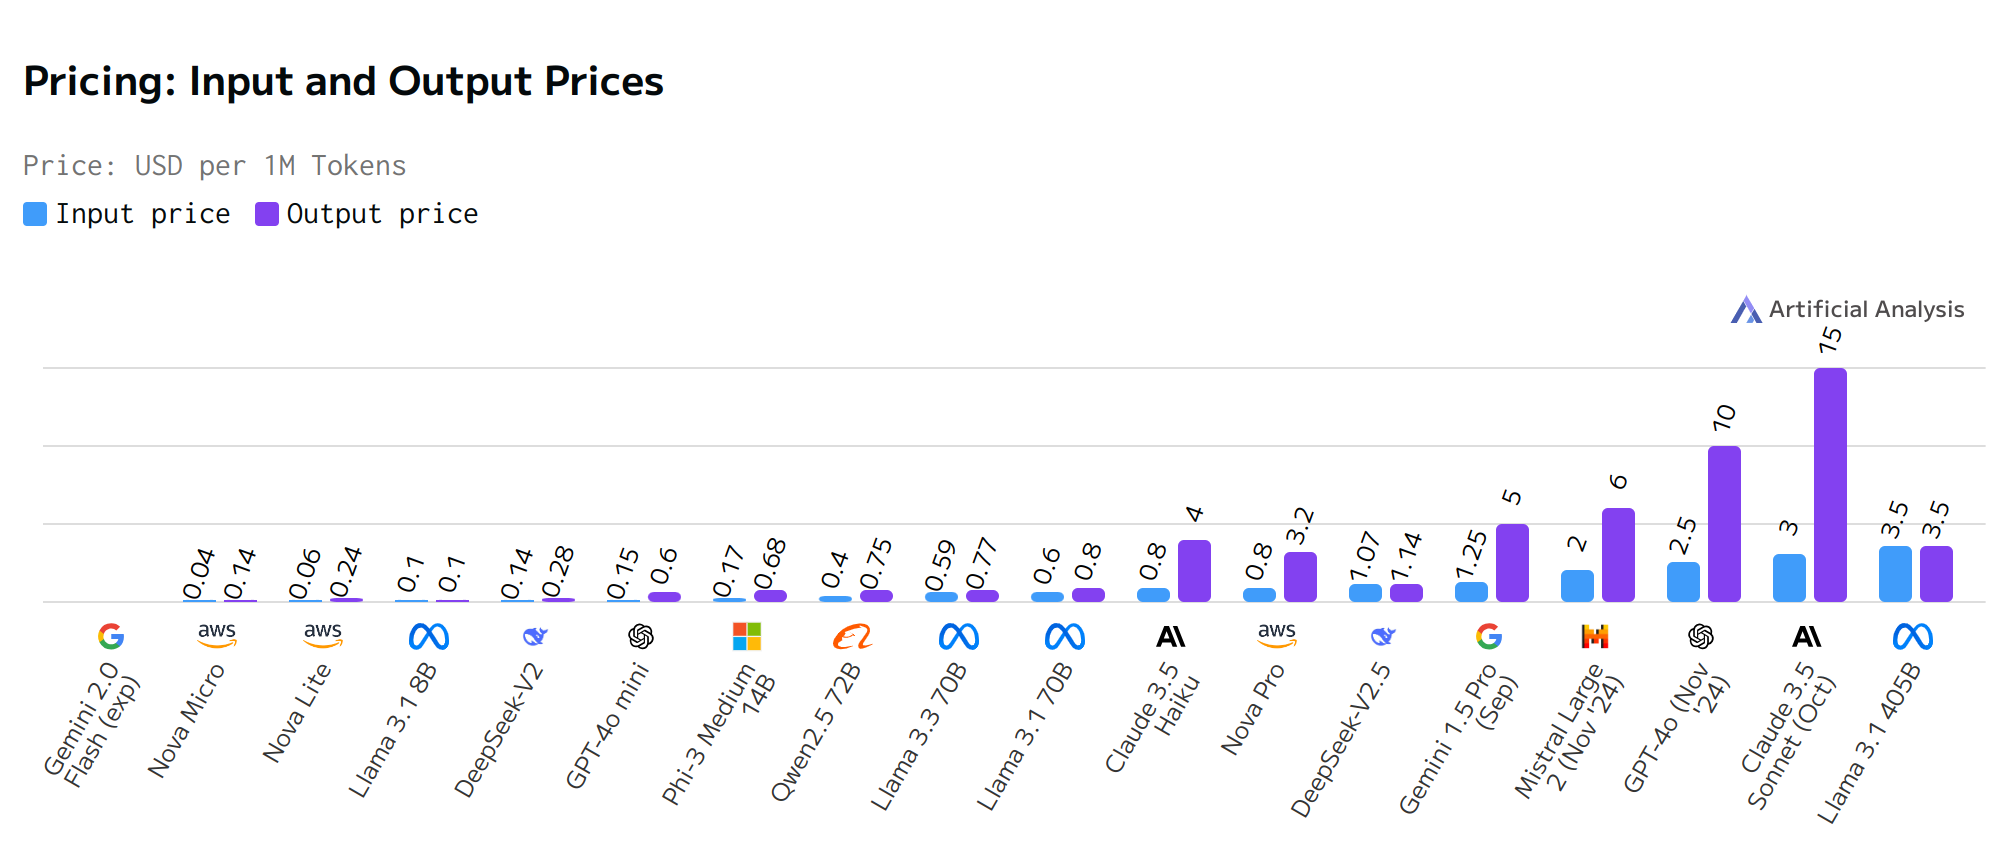 Pricing: Input and Output Prices
Price: USD per 1M Tokens
Input price Output price
Artificial Analysis
0.04 0.14 0.06 0.24 0.1 0.1 0.14 0.28 0.15 0.6 0.17 0.68 0.4 0.75 0.59 0.77 0.6 0.8 0.8 4 0.8 3.2 1.07 1.14 1.25 5 2 6 2.5 10 3 15 3.5 3.5
aws aws aws
Gemini 2.0
Flash (exp)
Nova Micro
Nova Lite
Llama 3.1 8B
DeepSeek-V2
GPT-4o mini
Phi-3 Medium
14B
Qwen2.5 72B
Llama 3.3 70B
Llama 3.1 70B
Claude 3.5
Haiku
Nova Pro
DeepSeek-V2.5
Gemini 1.5 Pro
(Sep)
Mistral Large
2 (Nov '24)
GPT-4o (Nov
'24)
Claude 3.5
Sonnet (Oct)
Llama 3.1 405B